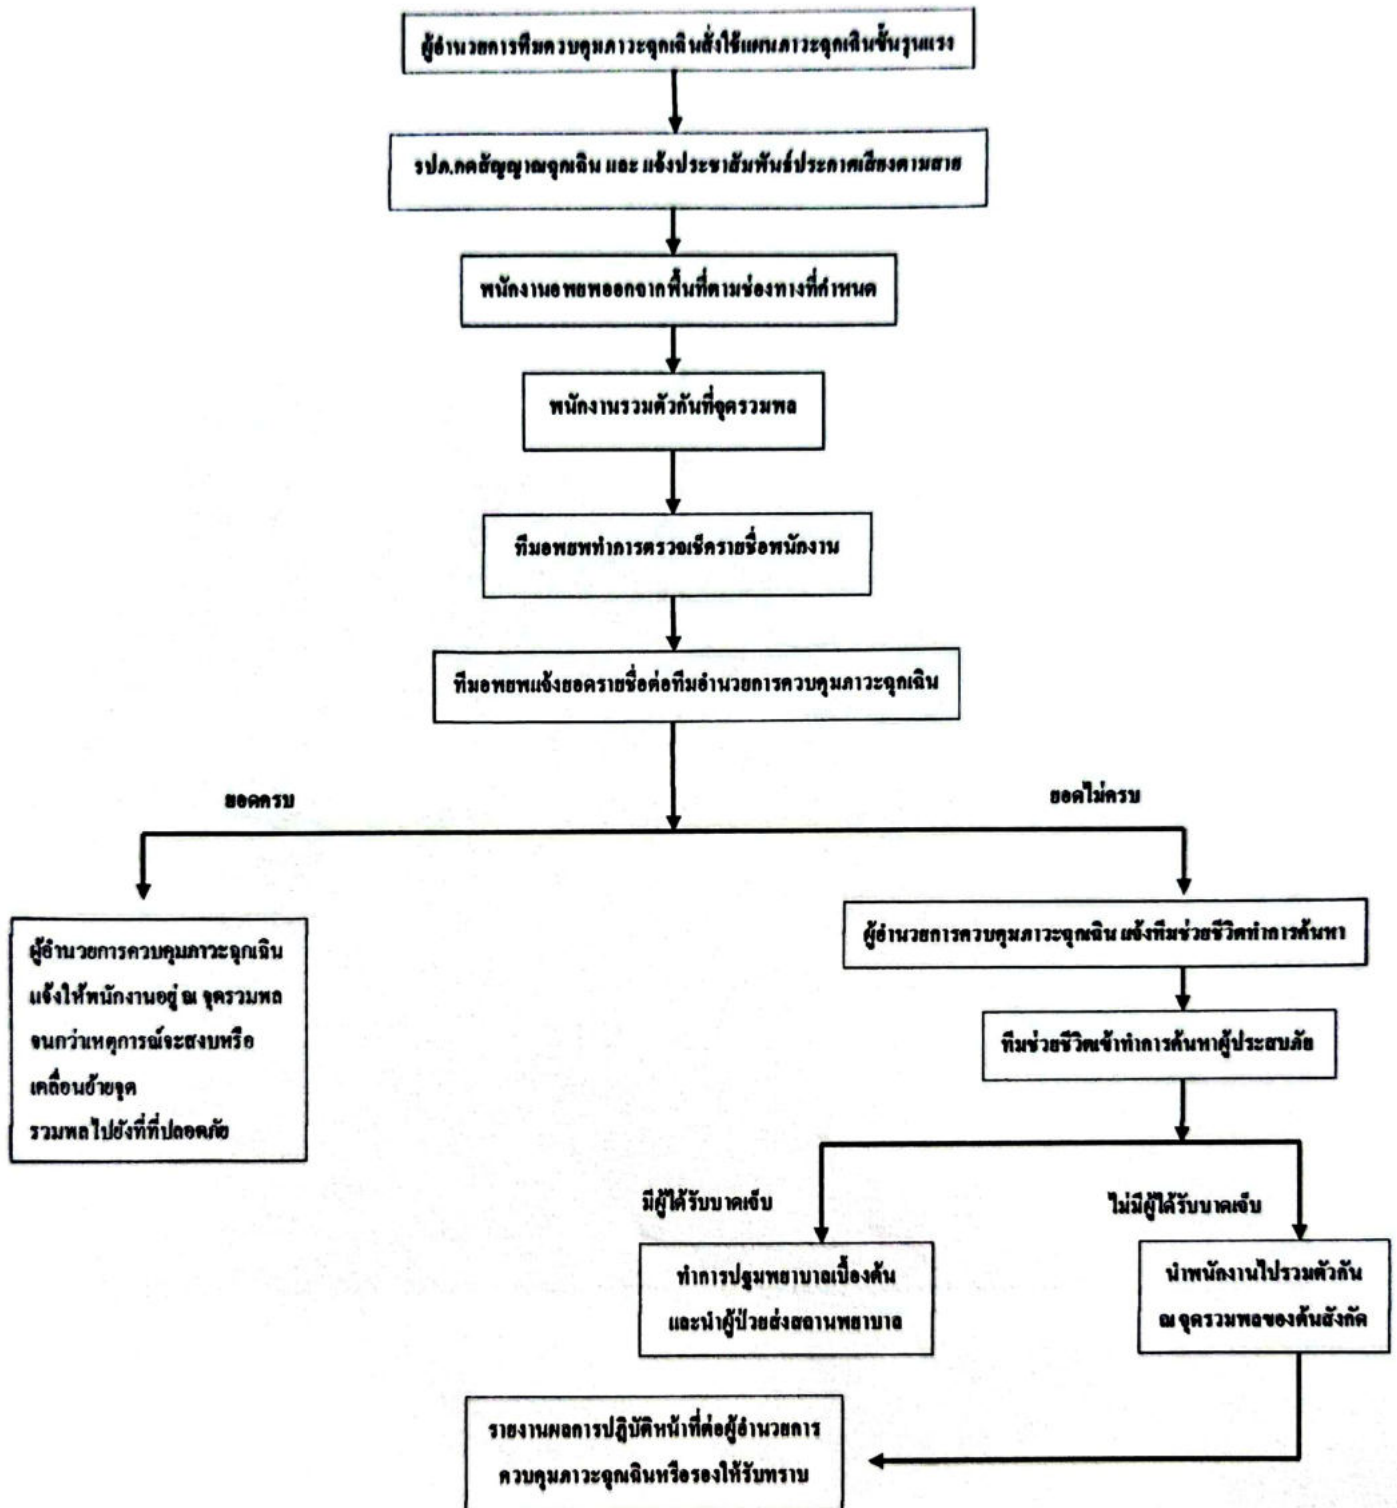 ผู้อำนวยการทีมควบคุมภาวะฉุกเฉินสั่งใช้แผนภาวะฉุกเฉินขั้นรุนแรง
รปภ.กดสัญญาณฉุกเฉิน และ แจ้งประชาสัมพันธ์ประกาศเสียงตามสาย
พนักงานอพยพออกจากพื้นที่ตามช่องทางที่กำหนด
พนักงานรวมตัวกันที่จุดรวมพล
ทีมอพยพทำการตรวจเช็ครายชื่อพนักงาน
ทีมอพยพแจ้งยอดรายชื่อต่อทีมอำนวยการควบคุมภาวะฉุกเฉิน
ยอดครบ
ยอดไม่ครบ
ผู้อำนวยการควบคุมภาวะฉุกเฉิน
แจ้งให้พนักงานอยู่ ณ จุดรวมพล
จนกว่าเหตุการณ์จะสงบหรือ
เคลื่อนย้ายจุด
รวมพลไปยังที่ที่ปลอดภัย
ผู้อำนวยการควบคุมภาวะฉุกเฉิน แจ้งทีมช่วยชีวิตทำการค้นหา
ทีมช่วยชีวิตเข้าทำการค้นหาผู้ประสบภัย
มีผู้ได้รับบาดเจ็บ
ไม่มีผู้ได้รับบาดเจ็บ
ทำการปฐมพยาบาลเบื้องต้น
และนำผู้ป่วยส่งสถานพยาบาล
นำพนักงานไปรวมตัวกัน
ณ จุดรวมพลของต้นสังกัด
รายงานผลการปฎิบัติหน้าที่ต่อผู้อำนวยการ
ควบคุมภาวะฉุกเฉินหรือรองให้รับทราบ